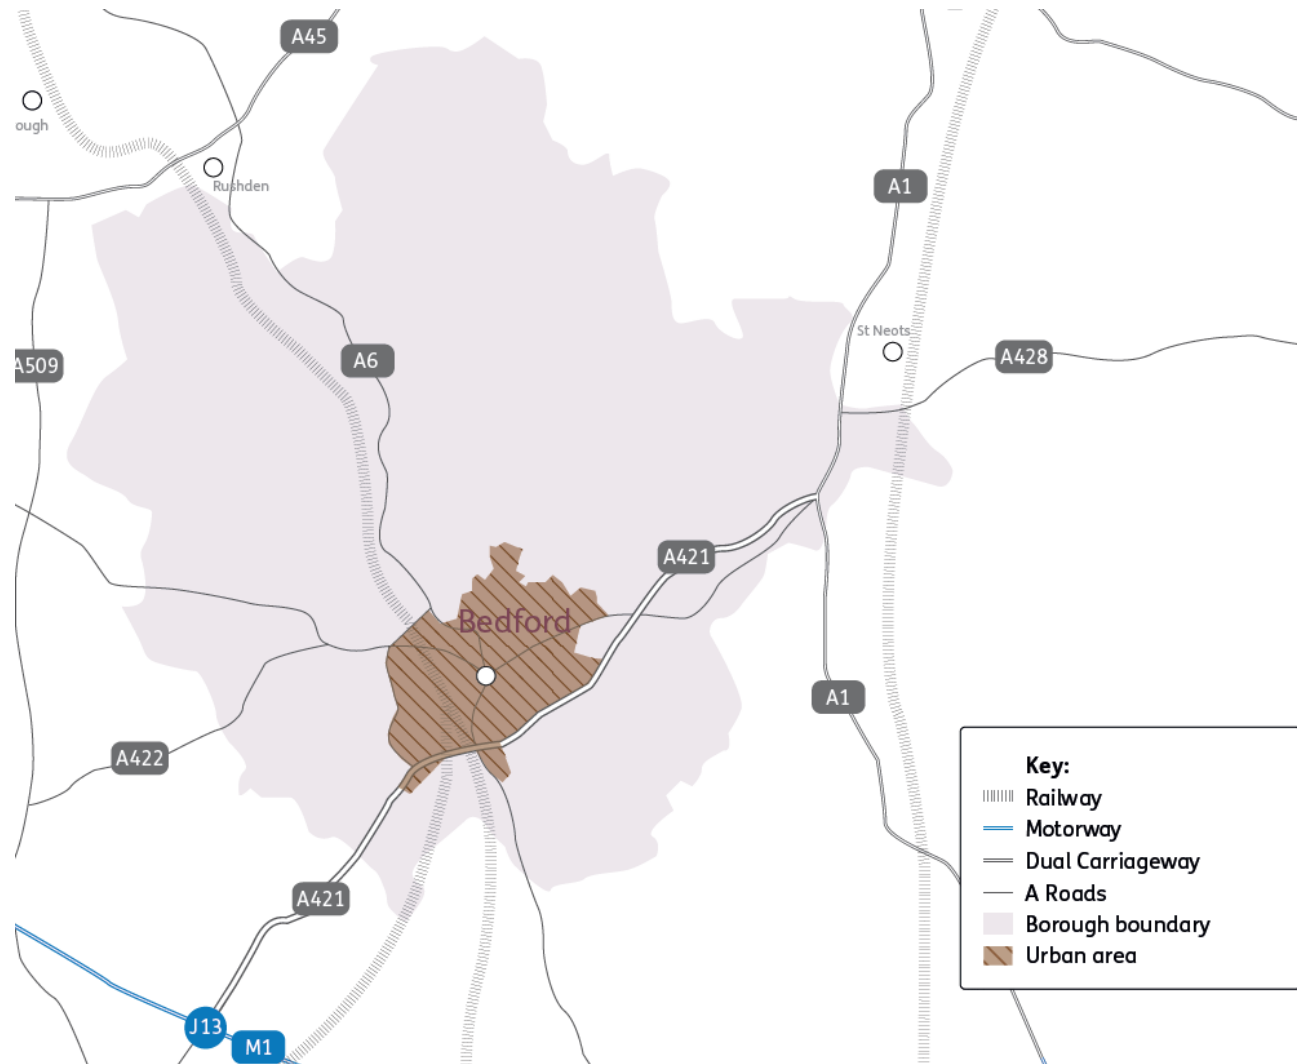 A45
ough
Rushden
A1
St Neots
A428
A509
A6
A421
Bedford
A1
A422
A421
J13
M1
Key:
Railway
Motorway
Dual Carriageway
A Roads
Borough boundary
Urban area